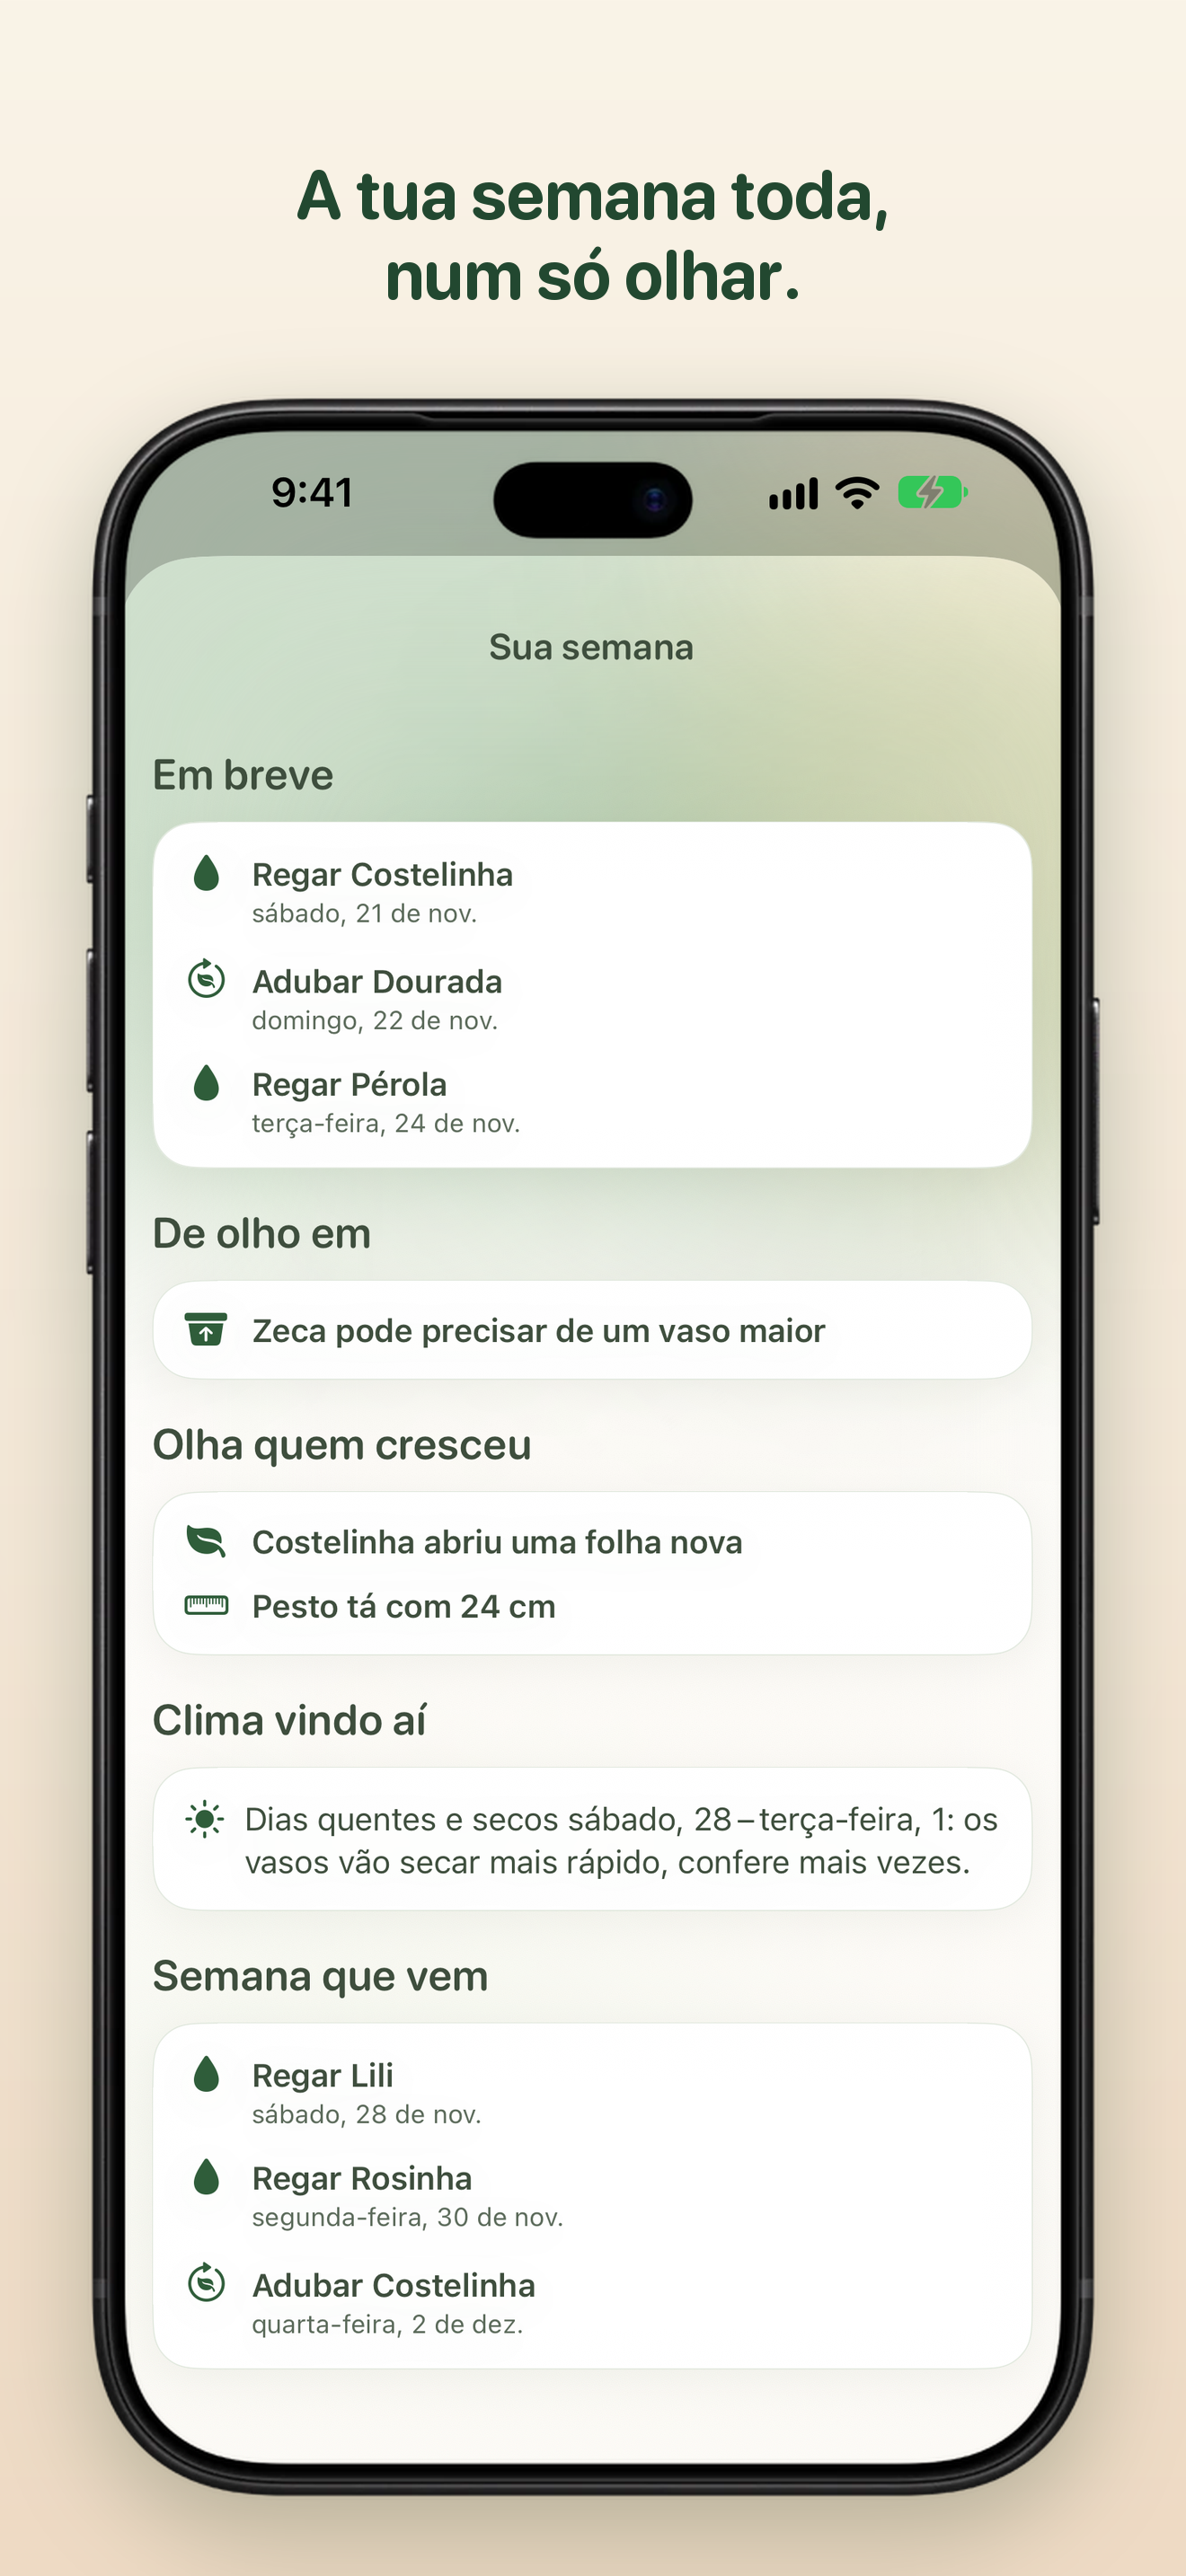 A tua semana toda,
num só olhar.
9:41
Sua semana
Em breve
Regar Costelinha
sábado, 21 de nov.
Adubar Dourada
domingo, 22 de nov.
Regar Pérola
terça-feira, 24 de nov.
De olho em
Zeca pode precisar de um vaso maior
Olha quem cresceu
Costelinha abriu uma folha nova
Pesto tá com 24 cm
Clima vindo aí
Dias quentes e secos sábado, 28 – terça-feira, 1: os
vasos vão secar mais rápido, confere mais vezes.
Semana que vem
Regar Lili
sábado, 28 de nov.
Regar Rosinha
segunda-feira, 30 de nov.
Adubar Costelinha
quarta-feira, 2 de dez.